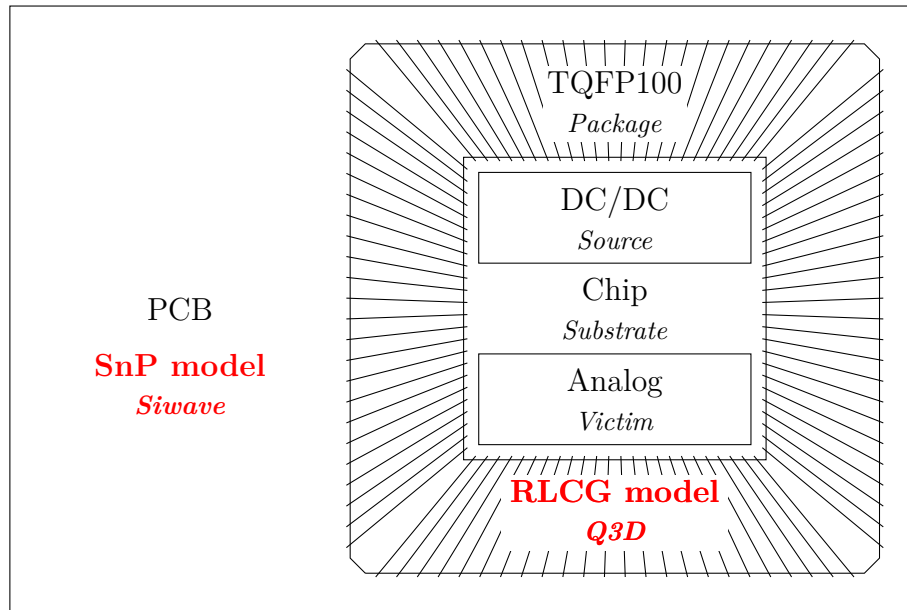 TQFP100
Package
DC/DC
Source
Chip
Substrate
Analog
Victim
RLCG model
Q3D
PCB
SnP model
Siwave